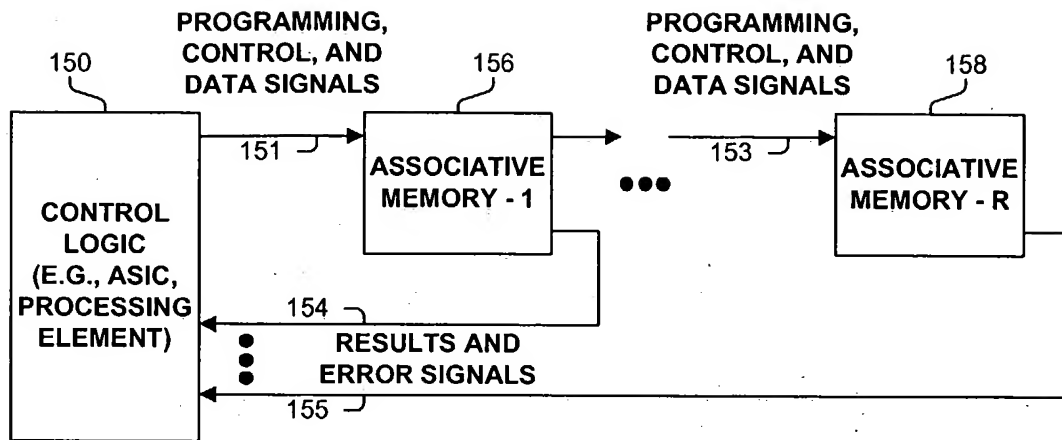 PROGRAMMING,
CONTROL, AND
DATA SIGNALS
PROGRAMMING,
CONTROL, AND
DATA SIGNALS
150
156
158
151
153
ASSOCIATIVE
MEMORY - 1
ASSOCIATIVE
MEMORY - R
CONTROL
LOGIC
(E.G., ASIC,
PROCESSING
ELEMENT)
154
RESULTS AND
ERROR SIGNALS
155